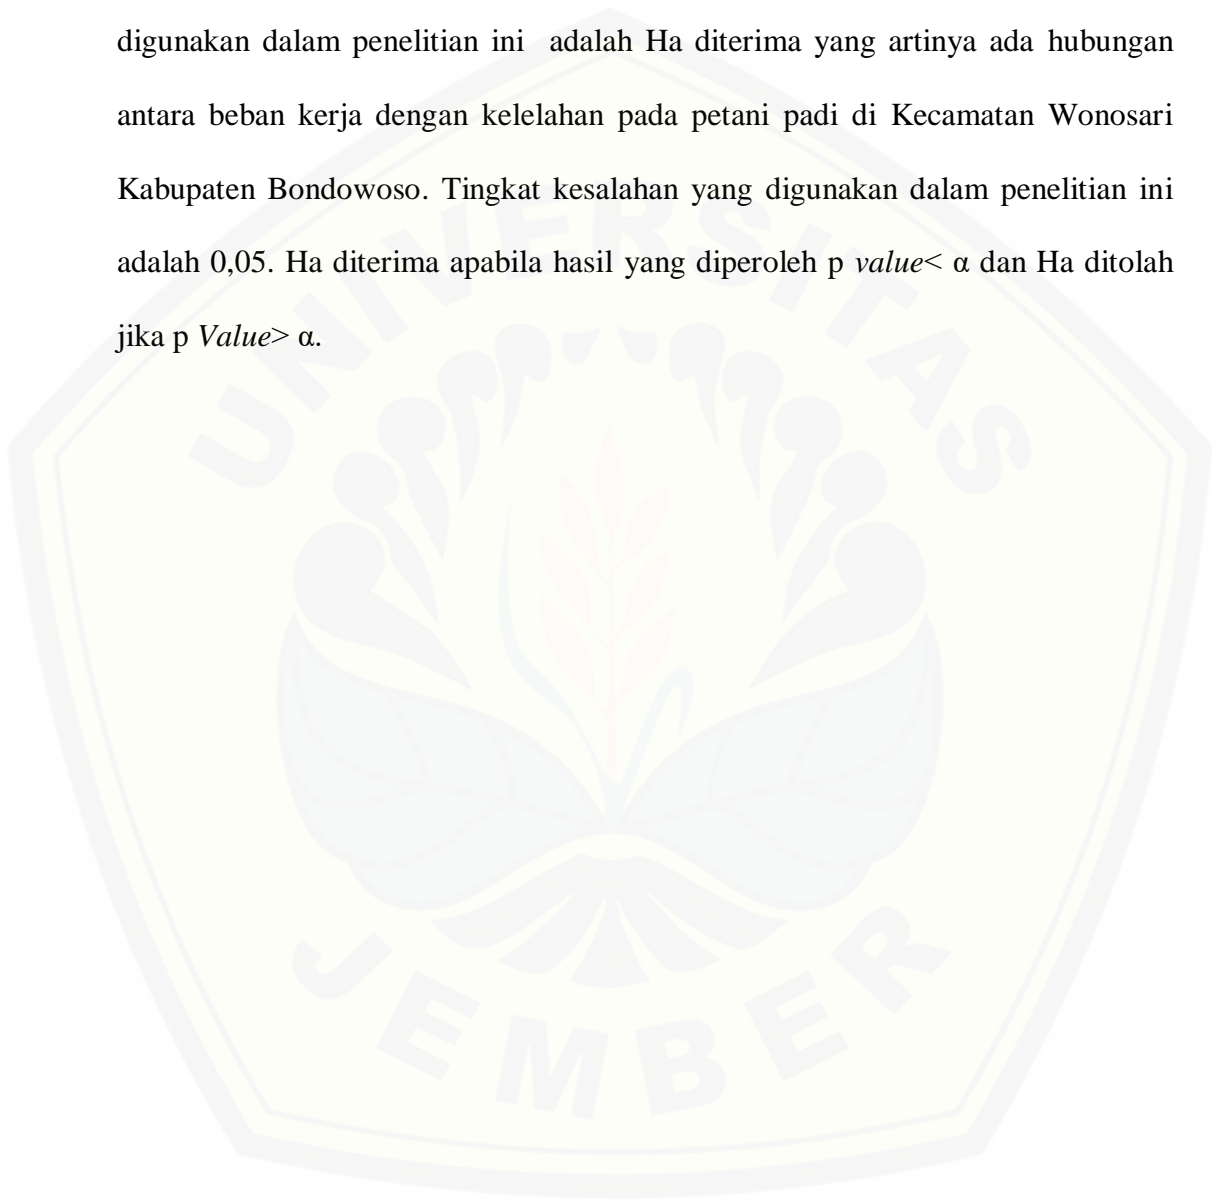 digunakan dalam penelitian ini adalah Ha diterima yang artinya ada hubungan
antara beban kerja dengan kelelahan pada petani padi di Kecamatan Wonosari
Kabupaten Bondowoso. Tingkat kesalahan yang digunakan dalam penelitian ini
adalah 0,05. Ha diterima apabila hasil yang diperoleh p value< α dan Ha ditolah
jika p Value> α.
UNIVERSITAS
JEMBER